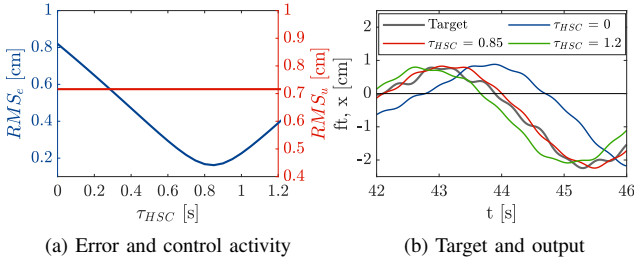 1
0.8
0.6
0.4
0.2
RMS_e [cm]
0 0.2 0.4 0.6 0.8 1 1.2
τ_HSC [s]
1
0.9
0.8
0.7
0.6
0.5
0.4
RMS_u [cm]
(a) Error and control activity
Target τ_HSC = 0
τ_HSC = 0.85 τ_HSC = 1.2
2
1
0
-1
-2
ft, x [cm]
42 43 44 45 46
t [s]
(b) Target and output